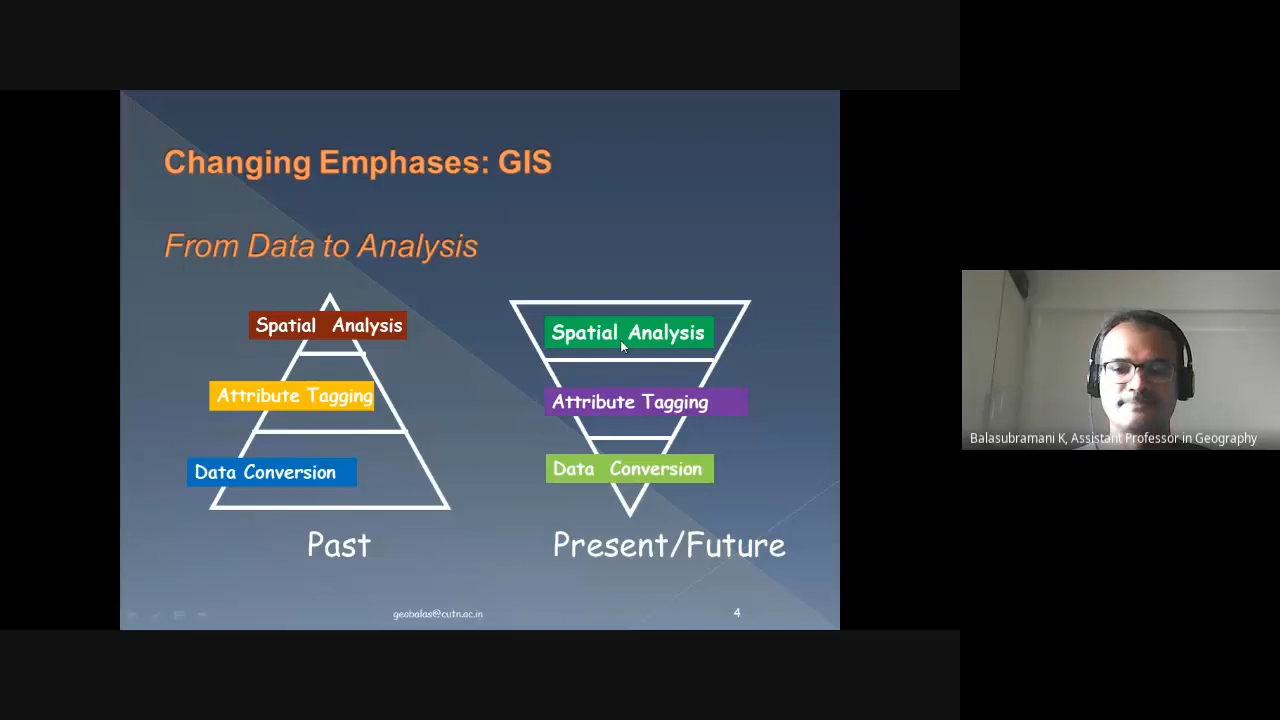 Changing Emphases: GIS
From Data to Analysis
Spatial Analysis
Attribute Tagging
Data Conversion
Past
Spatial Analysis
Attribute Tagging
Data Conversion
Present/Future
geobalas@cutn.ac.in
4
Balasubramani K, Assistant Professor in Geography